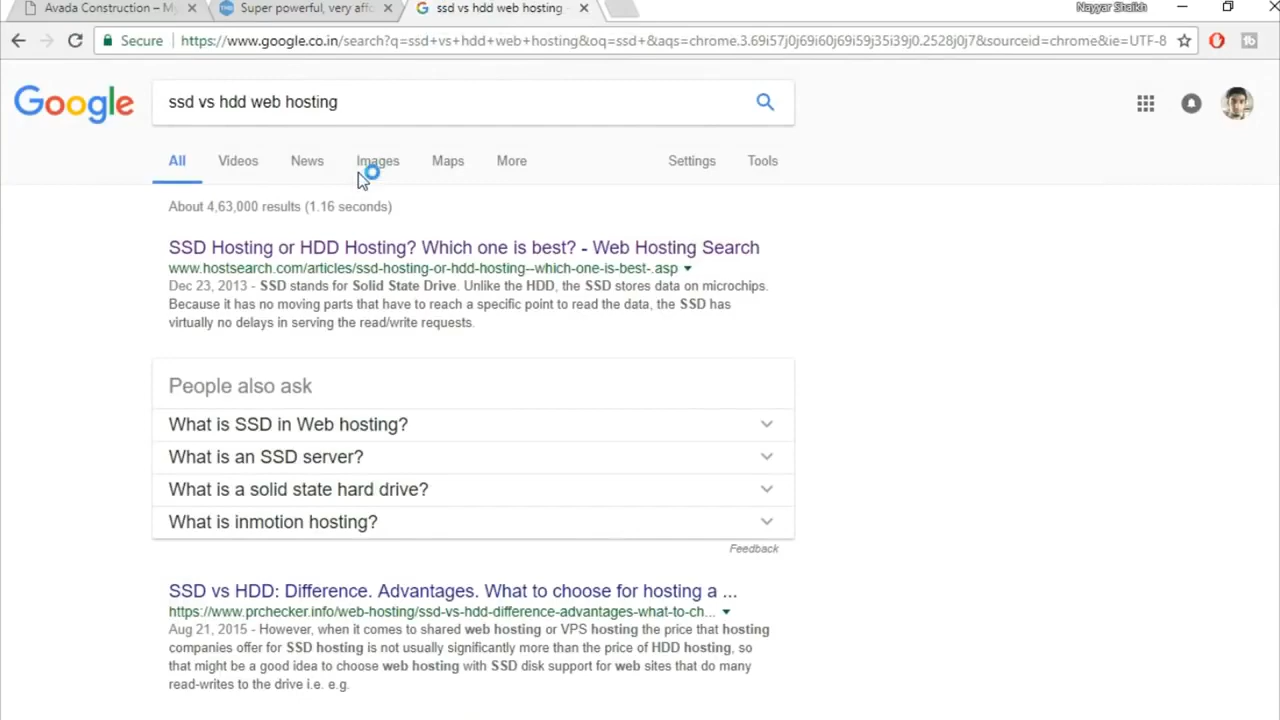 Avada Construction – My
Super powerful, very affo
ssd vs hdd web hosting -
Nayyar Shaikh
Secure
https://www.google.co.in/search?q=ssd+vs+hdd+web+hosting&oq=ssd+&aqs=chrome.3.69i57j0j69i60j69i59j35i39j0.2528j0j7&sourceid=chrome&ie=UTF-8
Google
ssd vs hdd web hosting
All Videos News Images Maps More Settings Tools
About 4,63,000 results (1.16 seconds)
SSD Hosting or HDD Hosting? Which one is best? - Web Hosting Search
www.hostsearch.com/articles/ssd-hosting-or-hdd-hosting--which-one-is-best-.asp
Dec 23, 2013 - SSD stands for Solid State Drive. Unlike the HDD, the SSD stores data on microchips.
Because it has no moving parts that have to reach a specific point to read the data, the SSD has
virtually no delays in serving the read/write requests.
People also ask
What is SSD in Web hosting?
What is an SSD server?
What is a solid state hard drive?
What is inmotion hosting?
Feedback
SSD vs HDD: Difference. Advantages. What to choose for hosting a ...
https://www.prchecker.info/web-hosting/ssd-vs-hdd-difference-advantages-what-to-ch...
Aug 21, 2015 - However, when it comes to shared web hosting or VPS hosting the price that hosting
companies offer for SSD hosting is not usually significantly more than the price of HDD hosting, so
that might be a good idea to choose web hosting with SSD disk support for web sites that do many
read-writes to the drive i.e. e.g.